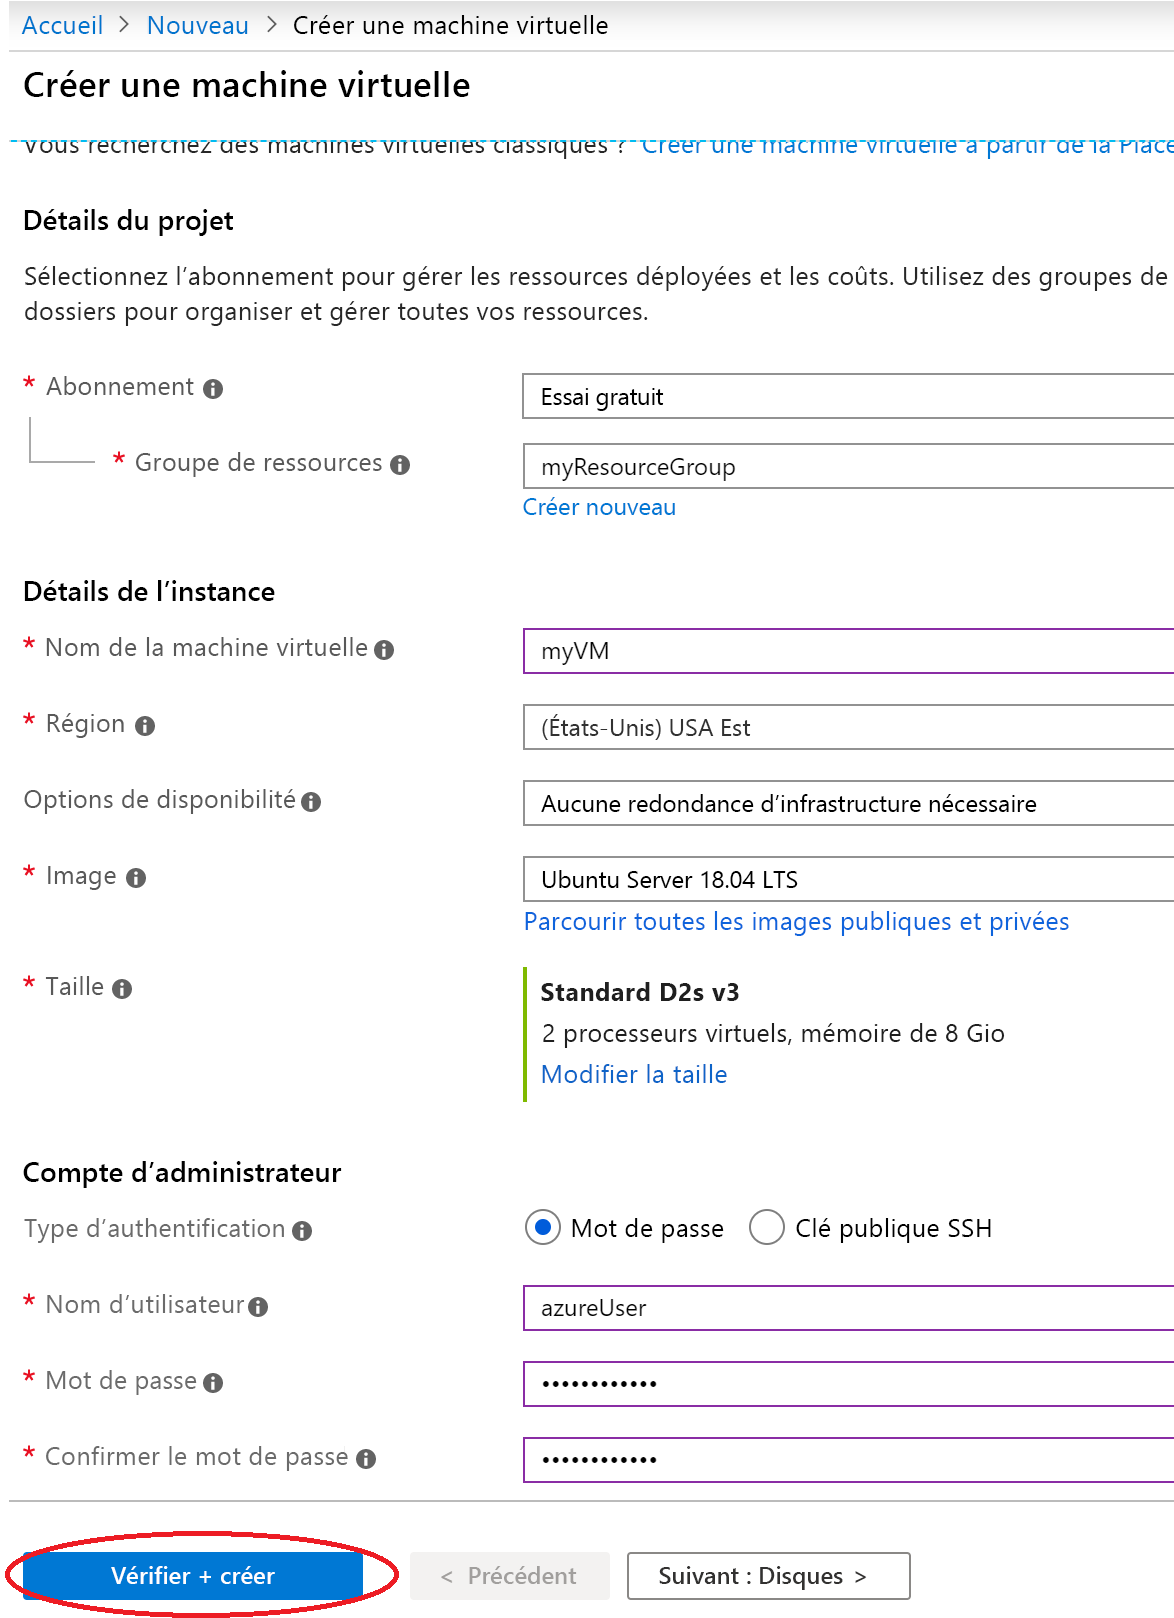 Accueil > Nouveau > Créer une machine virtuelle
Créer une machine virtuelle
Vous recherchez des machines virtuelles classiques ? Créer une machine virtuelle à partir de la Place
Détails du projet
Sélectionnez l’abonnement pour gérer les ressources déployées et les coûts. Utilisez des groupes de
dossiers pour organiser et gérer toutes vos ressources.
* Abonnement
Essai gratuit
* Groupe de ressources
myResourceGroup
Créer nouveau
Détails de l’instance
* Nom de la machine virtuelle
myVM
* Région
(États-Unis) USA Est
Options de disponibilité
Aucune redondance d’infrastructure nécessaire
* Image
Ubuntu Server 18.04 LTS
Parcourir toutes les images publiques et privées
* Taille
Standard D2s v3
2 processeurs virtuels, mémoire de 8 Gio
Modifier la taille
Compte d’administrateur
Type d’authentification
Mot de passe
Clé publique SSH
* Nom d’utilisateur
azureUser
* Mot de passe
••••••••••••
* Confirmer le mot de passe
••••••••••••
Vérifier + créer
< Précédent
Suivant : Disques >